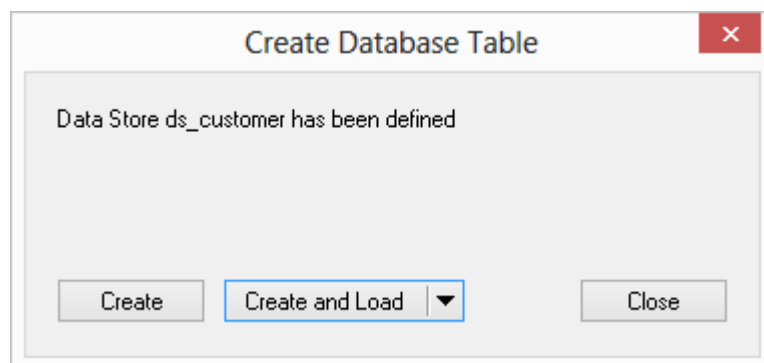 Create Database Table
Data Store ds_customer has been defined
Create Create and Load Close